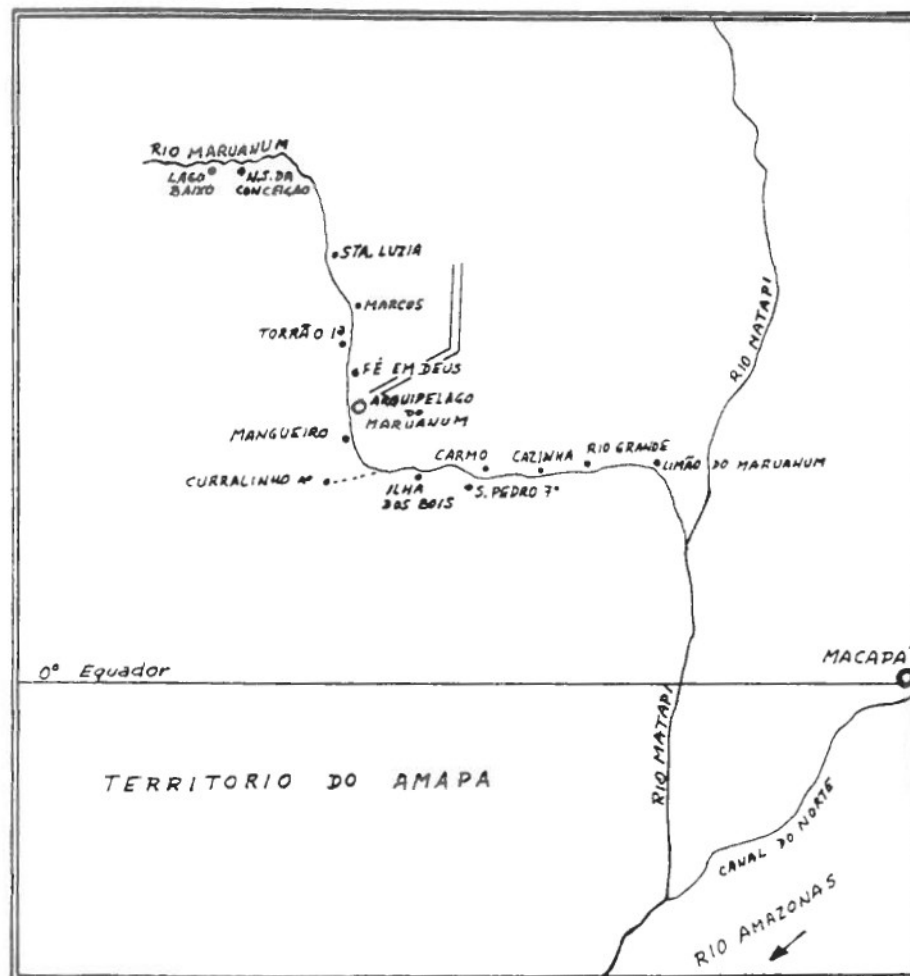 RIO MARUANUM
LAGO
BAIXO
N.S. DA
CONCEIÇÃO
STA. LUZIA
MARCOS
TORRÃO 1º
FÉ EM DEUS
ARQUIPELAGO
DO
MARUANUM
MANGUEIRO
CURRALINHO
ILHA
DOS BOIS
CARMO
S. PEDRO 7º
CAZINHA
RIO GRANDE
LIMÃO DO MARUANUM
RIO MATAPI
0° Equador
MACAPÁ
RIO MATAPI
TERRITORIO DO AMAPA
CANAL DO NORTE
RIO AMAZONAS